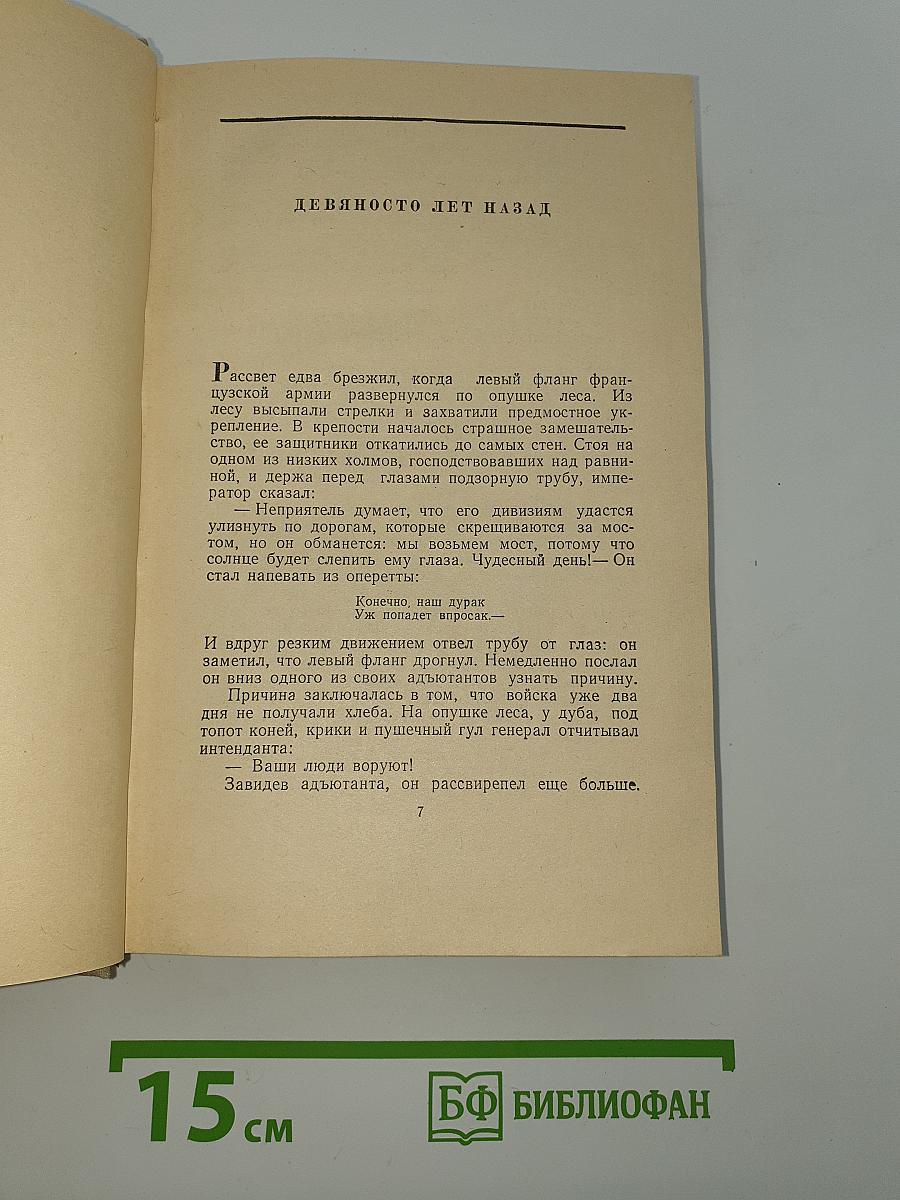 ДЕВЯНОСТО ЛЕТ НАЗАД
Рассвет едва брезжил, когда левый фланг фран-
цузской армии развернулся по опушке леса. Из
лесу высыпали стрелки и захватили предмостное ук-
репление. В крепости началось страшное замешатель-
ство, ее защитники откатились до самых стен. Стоя на
одном из низких холмов, господствовавших над равни-
ной, и держа перед глазами подзорную трубу, импе-
ратор сказал:
— Неприятель думает, что его дивизиям удастся
улизнуть по дорогам, которые скрещиваются за мос-
том, но он обманется: мы возьмем мост, потому что
солнце будет слепить ему глаза. Чудесный день!— Он
стал напевать из оперетты:
Конечно, наш дурак
Уж попадет впросак.—
И вдруг резким движением отвел трубу от глаз: он
заметил, что левый фланг дрогнул. Немедленно послал
он вниз одного из своих адъютантов узнать причину.
Причина заключалась в том, что войска уже два
дня не получали хлеба. На опушке леса, у дуба, под
топот коней, крики и пушечный гул генерал отчитывал
интенданта:
— Ваши люди воруют!
Завидев адъютанта, он рассвирепел еще больше.
7
15 см
БФ БИБЛИОФАН